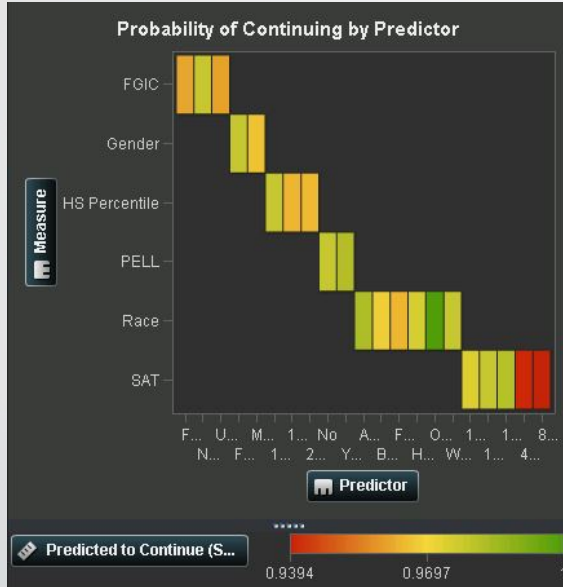 Probability of Continuing by Predictor
Measure
FGIC
Gender
HS Percentile
PELL
Race
SAT
F... U... M... 1... No A... F... O... 1... 1... 8...
N... F... 1... 2... Y... B... H... W... 1... 4...
Predictor
Predicted to Continue (S...
0.9394 0.9697 1